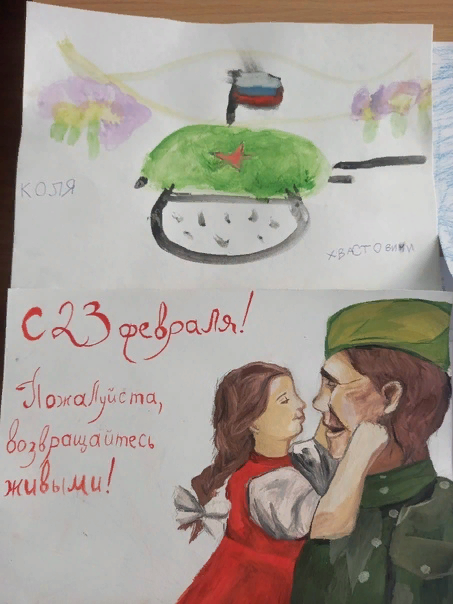 КОЛЯ
ХВАСТОВИЧИ
С 23 февраля!
Пожалуйста,
возвращайтесь
живыми!